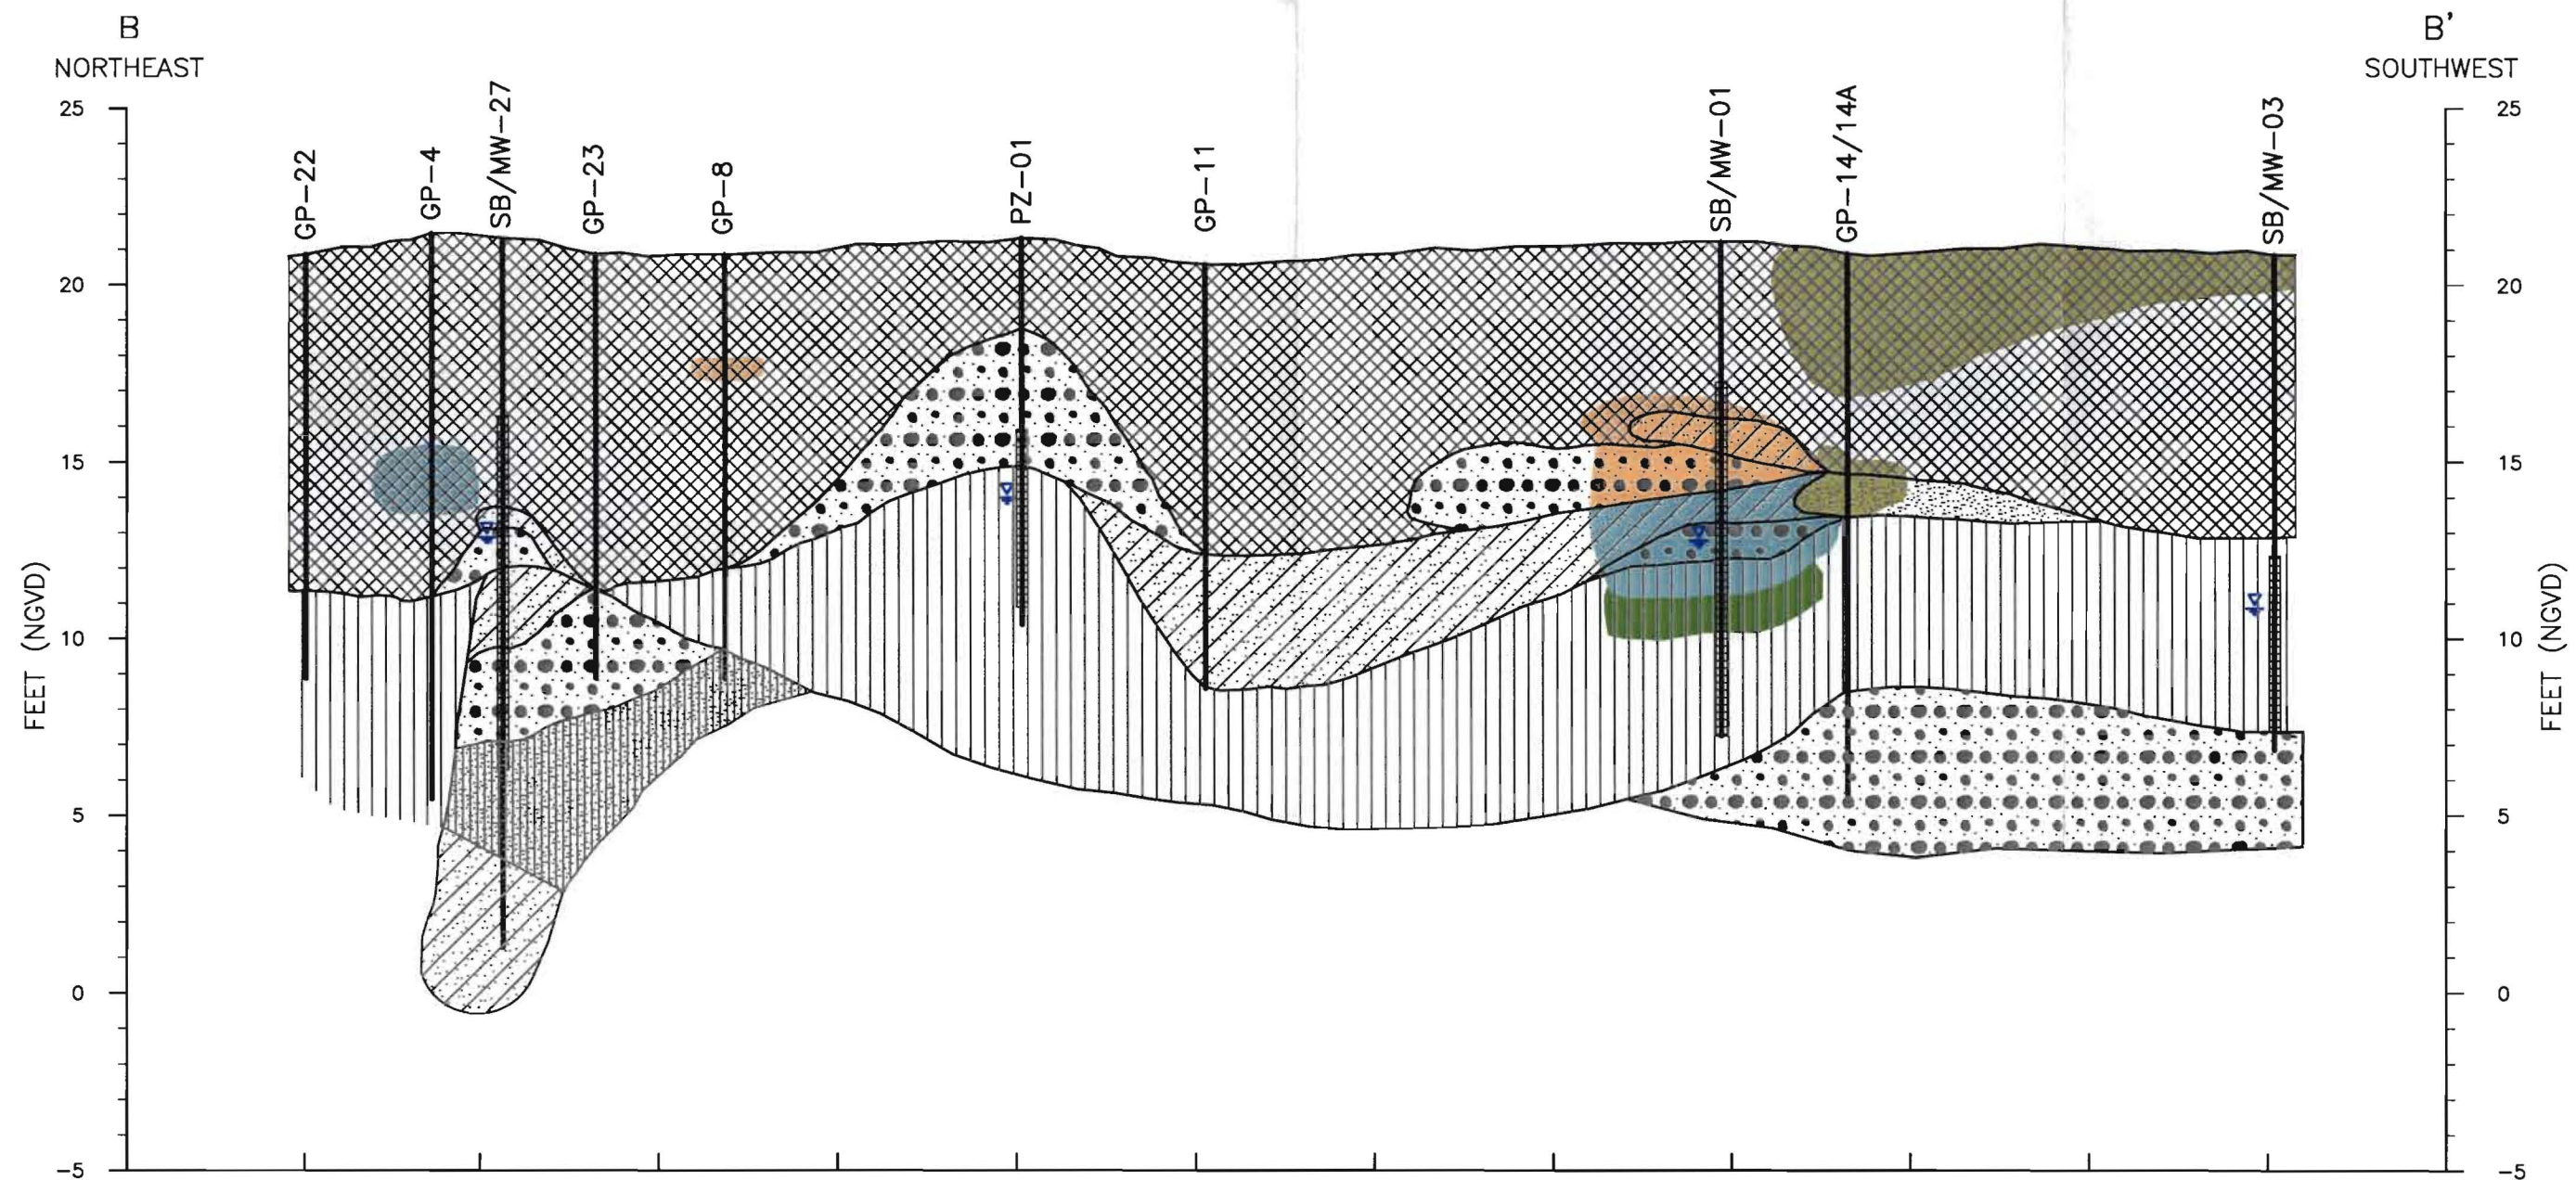 B
B'
NORTHEAST
SOUTHWEST
GP-22
GP-4
SB/MW-27
GP-23
GP-8
PZ-01
GP-11
SB/MW-01
GP-14/14A
SB/MW-03
25
20
15
10
5
0
-5
FEET (NGVD)
25
20
15
10
5
0
-5
FEET (NGVD)